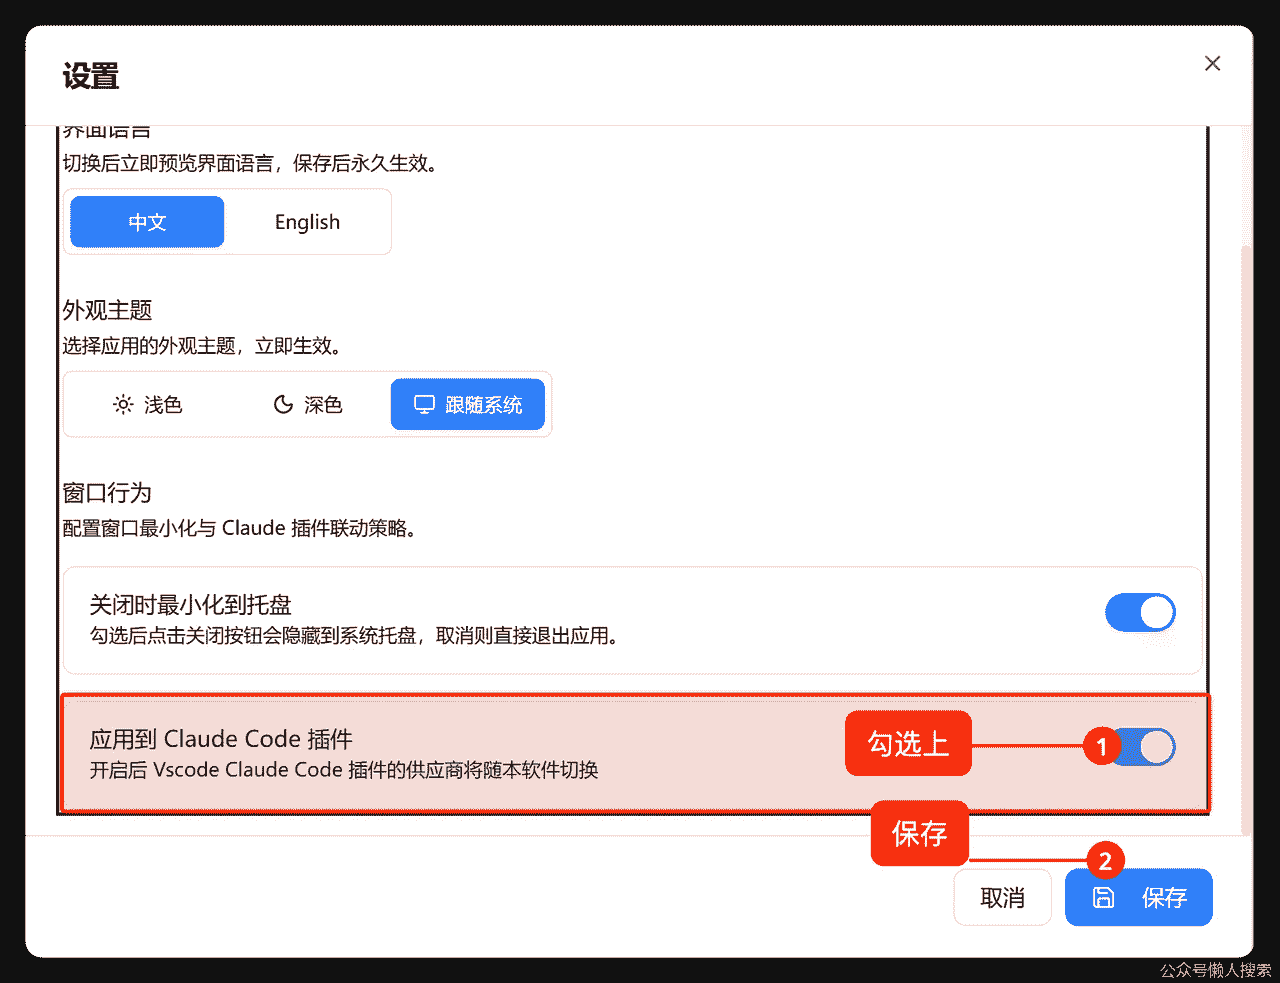 设置
界面语言
切换后立即预览界面语言，保存后永久生效。
中文
English
外观主题
选择应用的外观主题，立即生效。
浅色
深色
跟随系统
窗口行为
配置窗口最小化与 Claude 插件联动策略。
关闭时最小化到托盘
勾选后点击关闭按钮会隐藏到系统托盘，取消则直接退出应用。
应用到 Claude Code 插件
开启后 Vscode Claude Code 插件的供应商将随本软件切换
勾选上
1
保存
2
取消
保存
公众号懒人搜索